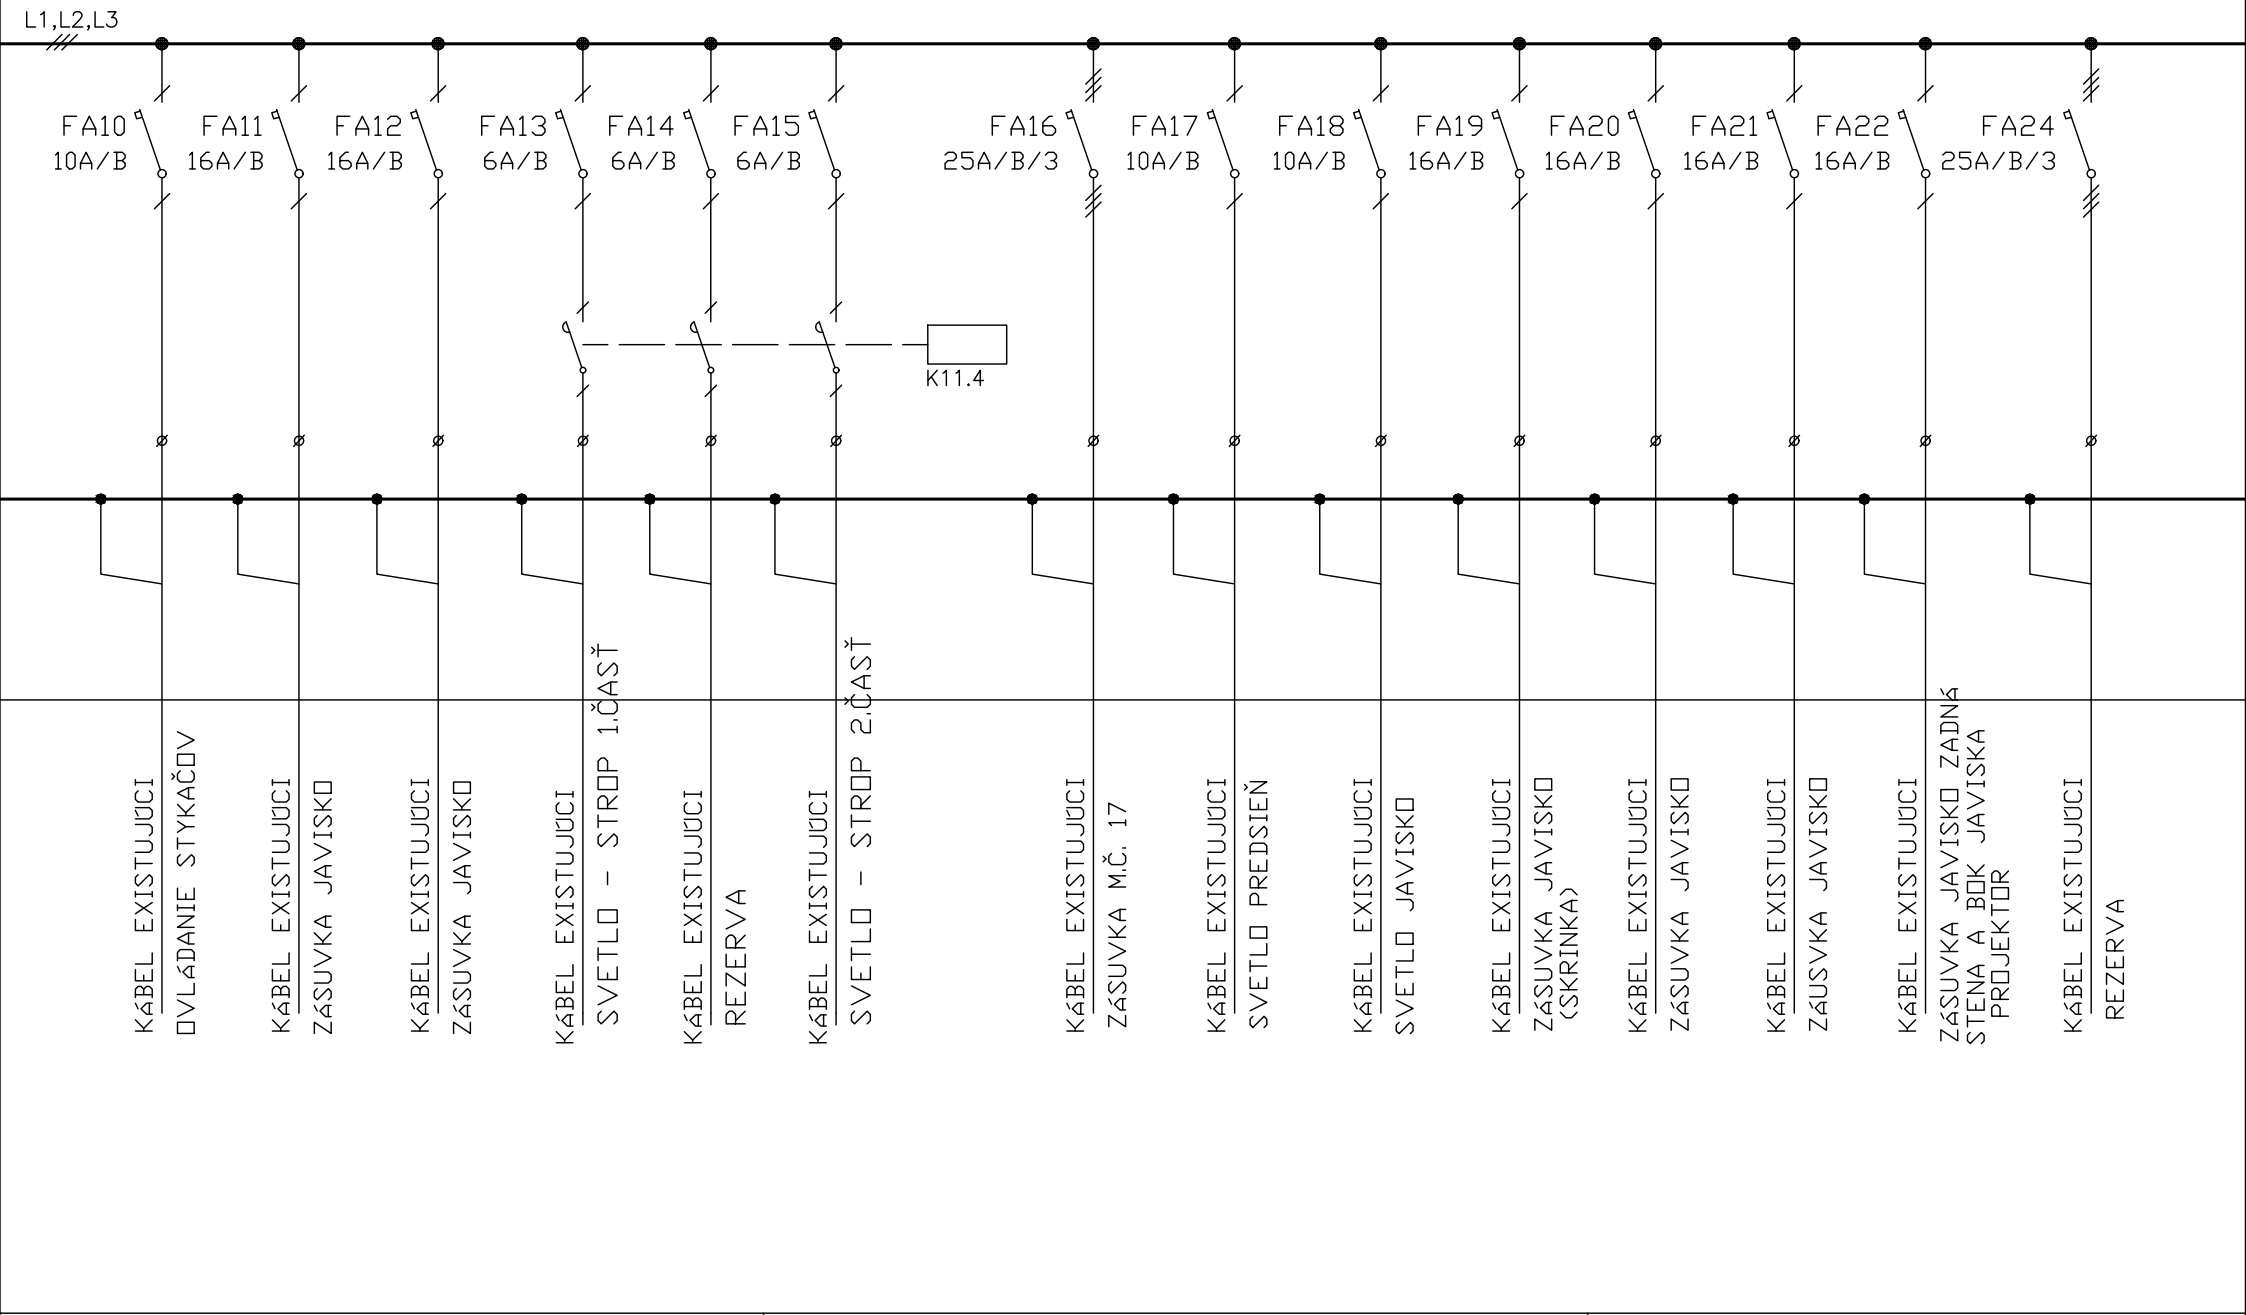 L1,L2,L3
FA10
10A/B
FA11
16A/B
FA12
16A/B
FA13
6A/B
FA14
6A/B
FA15
6A/B
FA16
25A/B/3
FA17
10A/B
FA18
10A/B
FA19
16A/B
FA20
16A/B
FA21
16A/B
FA22
16A/B
FA24
25A/B/3
K11.4
KÁBEL EXISTUJÚCI
OVLÁDANIE STYKAČOV
KÁBEL EXISTUJÚCI
ZÁSUVKA JAVISKO
KÁBEL EXISTUJÚCI
ZÁSUVKA JAVISKO
KÁBEL EXISTUJÚCI
SVETLO - STROP 1.ČASŤ
KÁBEL EXISTUJÚCI
REZERVA
KÁBEL EXISTUJÚCI
SVETLO - STROP 2.ČASŤ
KÁBEL EXISTUJÚCI
ZÁSUVKA M.Č. 17
KÁBEL EXISTUJÚCI
SVETLO PREDSIEŇ
KÁBEL EXISTUJÚCI
SVETLO JAVISKO
KÁBEL EXISTUJÚCI
ZÁSUVKA JAVISKO
(SKRINKA)
KÁBEL EXISTUJÚCI
ZÁSUVKA JAVISKO
KÁBEL EXISTUJÚCI
ZÁUSVKA JAVISKO
KÁBEL EXISTUJÚCI
ZÁSUVKA JAVISKO ZADNÁ
STENA A BOK JAVISKA
PROJEKTOR
KÁBEL EXISTUJÚCI
REZERVA